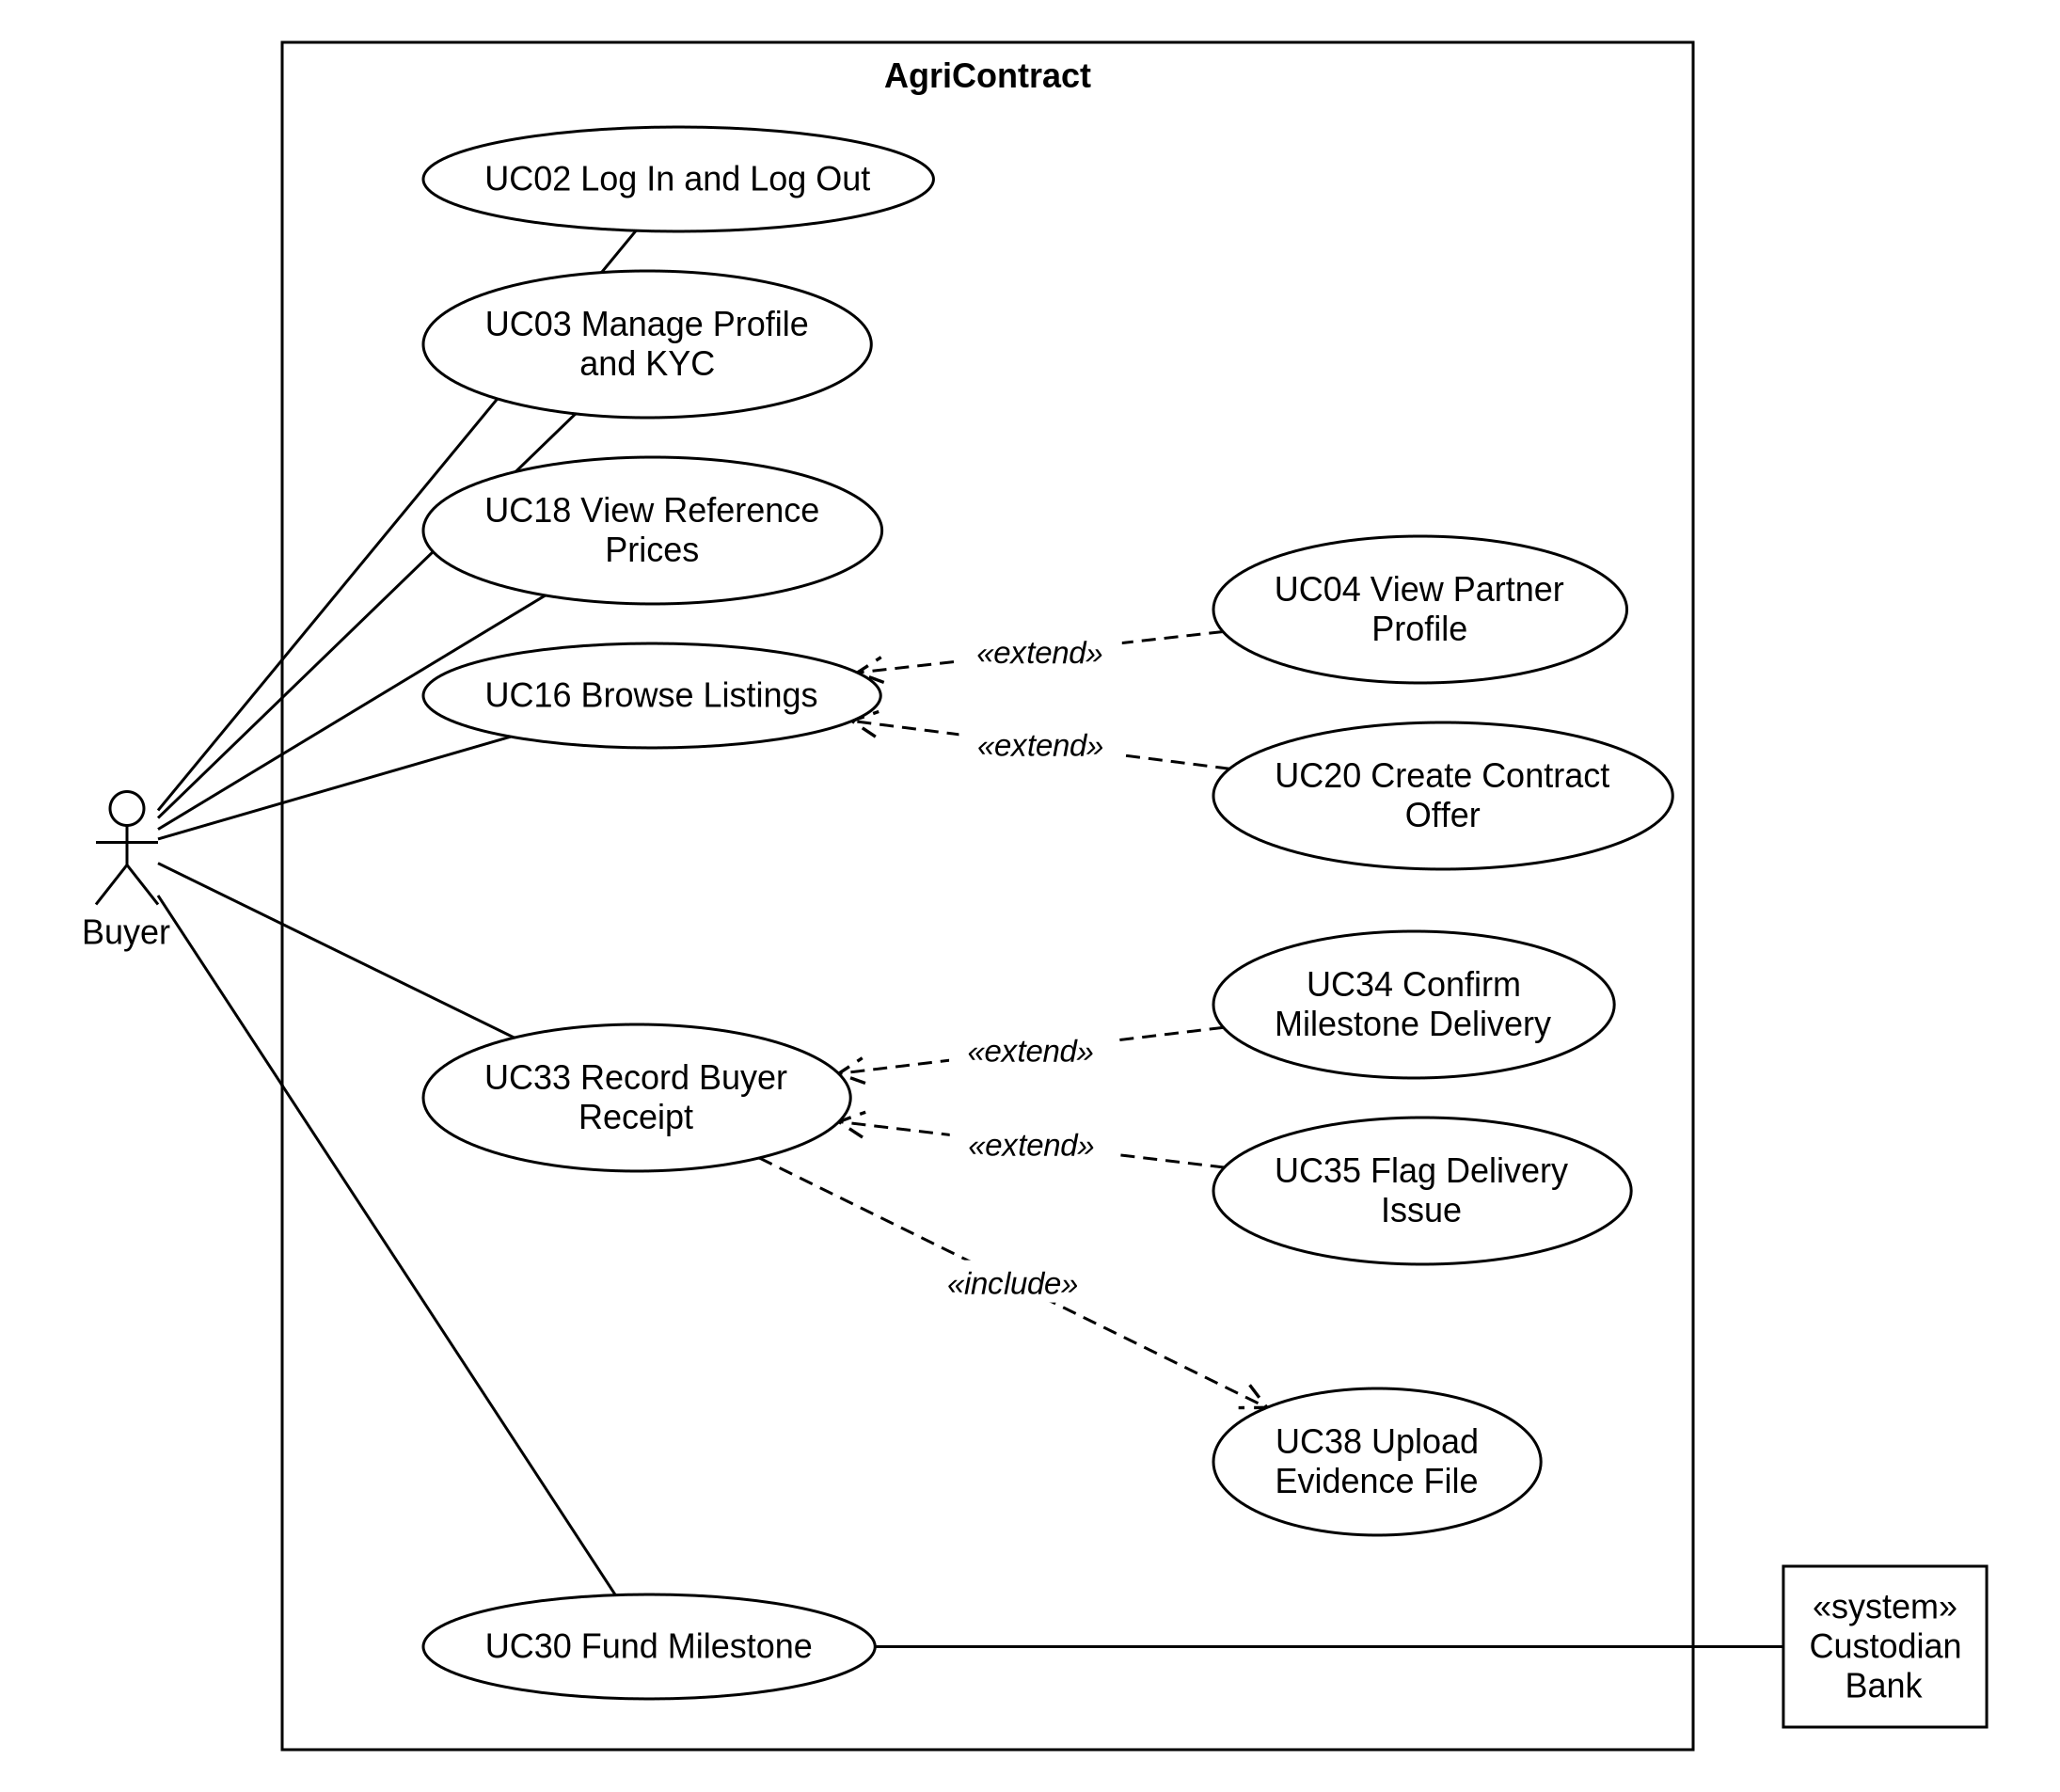 AgriContract
UC02 Log In and Log Out
UC03 Manage Profile
and KYC
UC18 View Reference
Prices
UC04 View Partner
Profile
«extend»
UC16 Browse Listings
«extend»
UC20 Create Contract
Offer
Buyer
UC34 Confirm
Milestone Delivery
«extend»
UC33 Record Buyer
Receipt
«extend»
UC35 Flag Delivery
Issue
«include»
UC38 Upload
Evidence File
UC30 Fund Milestone
«system»
Custodian
Bank